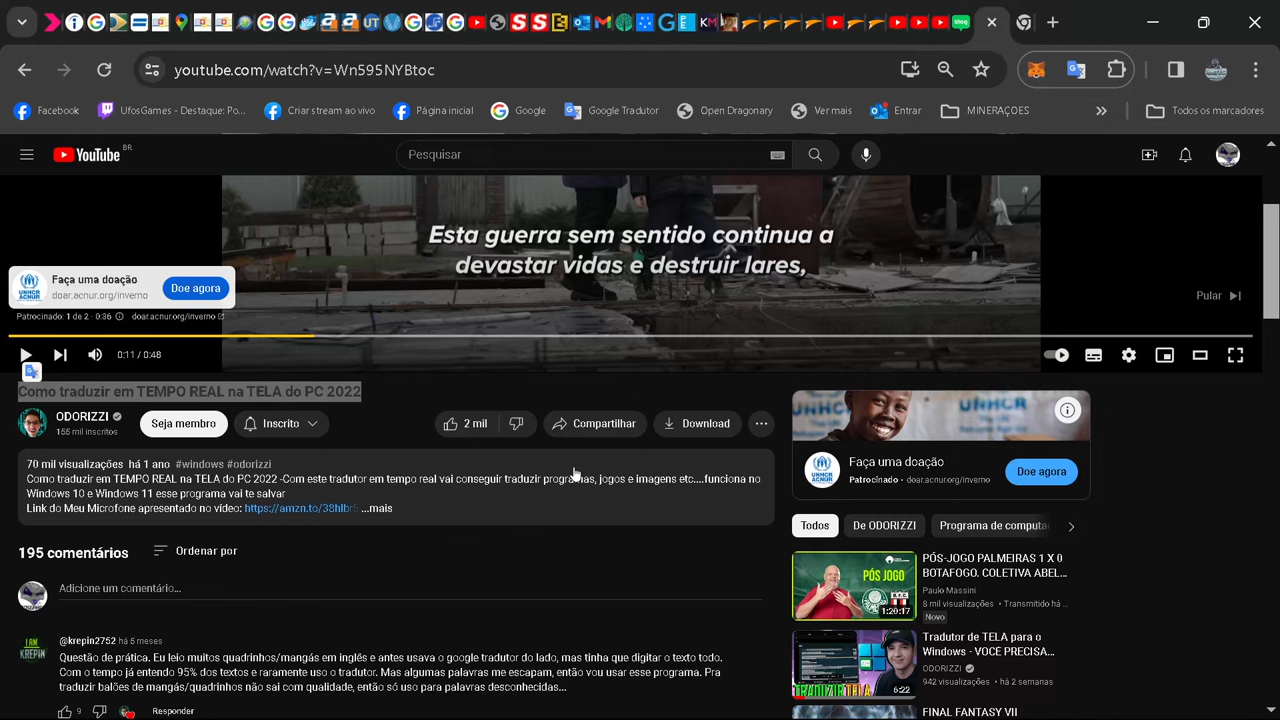 youtube.com/watch?v=Wn595NYBtoc
Facebook
UfosGames - Destaque: Po...
Criar stream ao vivo
Página inicial
Google
Google Tradutor
Open Dragonary
Ver mais
Entrar
MINERAÇOES
»
Todos os marcadores
YouTube BR
Pesquisar
Esta guerra sem sentido continua a
devastar vidas e destruir lares,
Faça uma doação
doar.acnur.org/inverno
Doe agora
Pular
Patrocinado: 1 de 2 · 0:36 doar.acnur.org/inverno
0:11 / 0:48
Como traduzir em TEMPO REAL na TELA do PC 2022
ODORIZZI
155 mil inscritos
Seja membro
Inscrito
2 mil
Compartilhar
Download
70 mil visualizações há 1 ano #windows #odorizzi
Como traduzir em TEMPO REAL na TELA do PC 2022 -Com este tradutor em tempo real vai conseguir traduzir programas, jogos e imagens etc....funciona no
Windows 10 e Windows 11 esse programa vai te salvar
Link do Meu Microfone apresentado no vídeo: https://amzn.to/38hlbr5 ...mais
195 comentários
Ordenar por
Adicione um comentário...
@krepin2752 há 5 meses
Questão problemática. Eu leio muitos quadrinhos/mangás em inglês e antes usava o google tradutor do lado, mas tinha que digitar o texto todo.
Com o tempo já entendo 95% dos textos e raramente uso o tradutor. Mas algumas palavras me escapam, então vou usar esse programa. Pra
traduzir balões de mangás/quadrinhos não sai com qualidade, então só uso para palavras desconhecidas...
9
Responder
I AM
KREPIN
UNHCR
ACNUR
Faça uma doação
Patrocinado · doar.acnur.org/inverno
Doe agora
Todos
De ODORIZZI
Programa de computa
PÓS JOGO
1:20:17
PÓS-JOGO PALMEIRAS 1 X 0
BOTAFOGO. COLETIVA ABEL...
Paulo Massini
8 mil visualizações • Transmitido há ...
Novo
TRADUZIR TELA
6:22
Tradutor de TELA para o
Windows - VOCÊ PRECISA...
ODORIZZI
942 visualizações • há 2 semanas
FINAL FANTASY VII